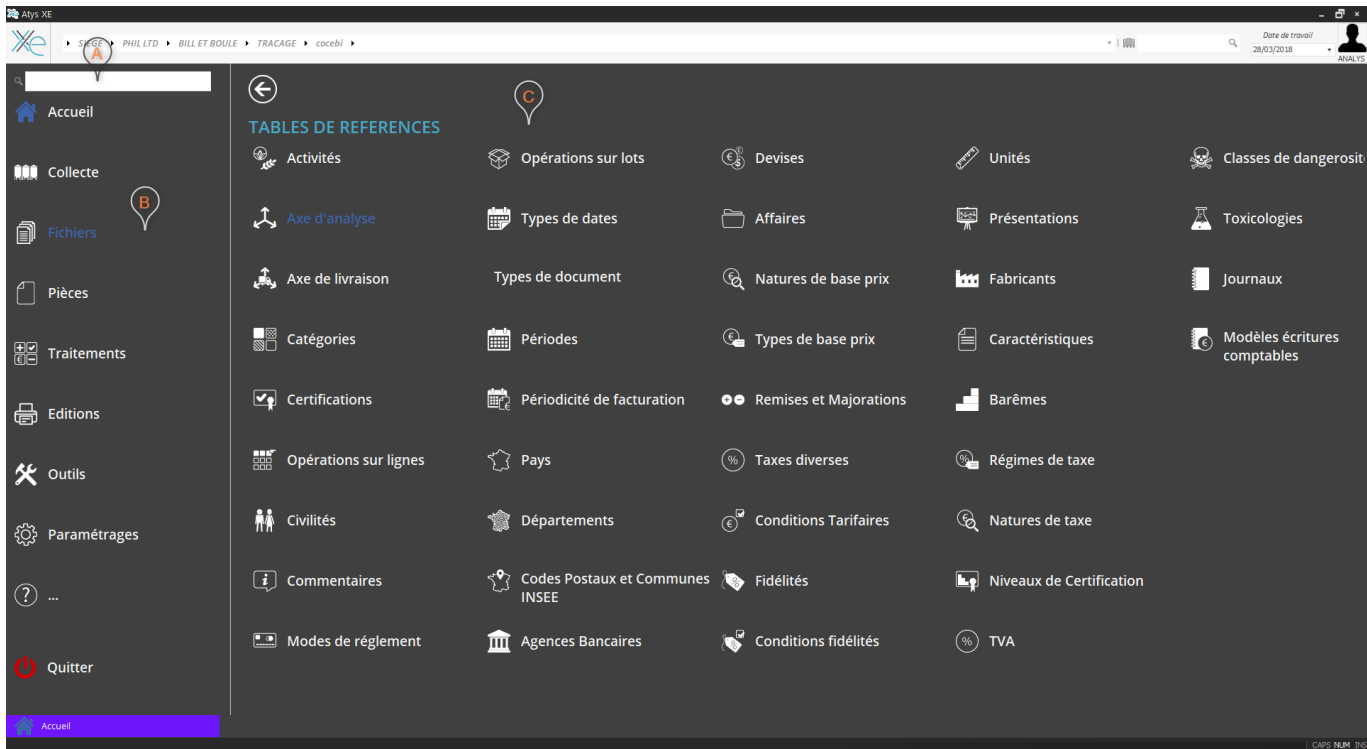 Atys XE
Xe SIEGE PHIL LTD BILL ET BOULE TRACAGE cocebi
Date de travail
28/03/2018
ANALYS
A
B
C
Accueil
Collecte
Fichiers
Pièces
Traitements
Editions
Outils
Paramétrages
? ...
Quitter
Accueil
TABLES DE REFERENCES
Activités
Axe d'analyse
Axe de livraison
Catégories
Certifications
Opérations sur lignes
Civilités
Commentaires
Modes de réglement
Opérations sur lots
Types de dates
Types de document
Périodes
Périodicité de facturation
Pays
Départements
Codes Postaux et Communes
INSEE
Agences Bancaires
Devises
Affaires
Natures de base prix
Types de base prix
Remises et Majorations
Taxes diverses
Conditions Tarifaires
Fidélités
Conditions fidélités
Unités
Présentations
Fabricants
Caractéristiques
Barêmes
Régimes de taxe
Natures de taxe
Niveaux de Certification
TVA
Classes de dangerosit
Toxicologies
Journaux
Modèles écritures
comptables
CAPS NUM INS